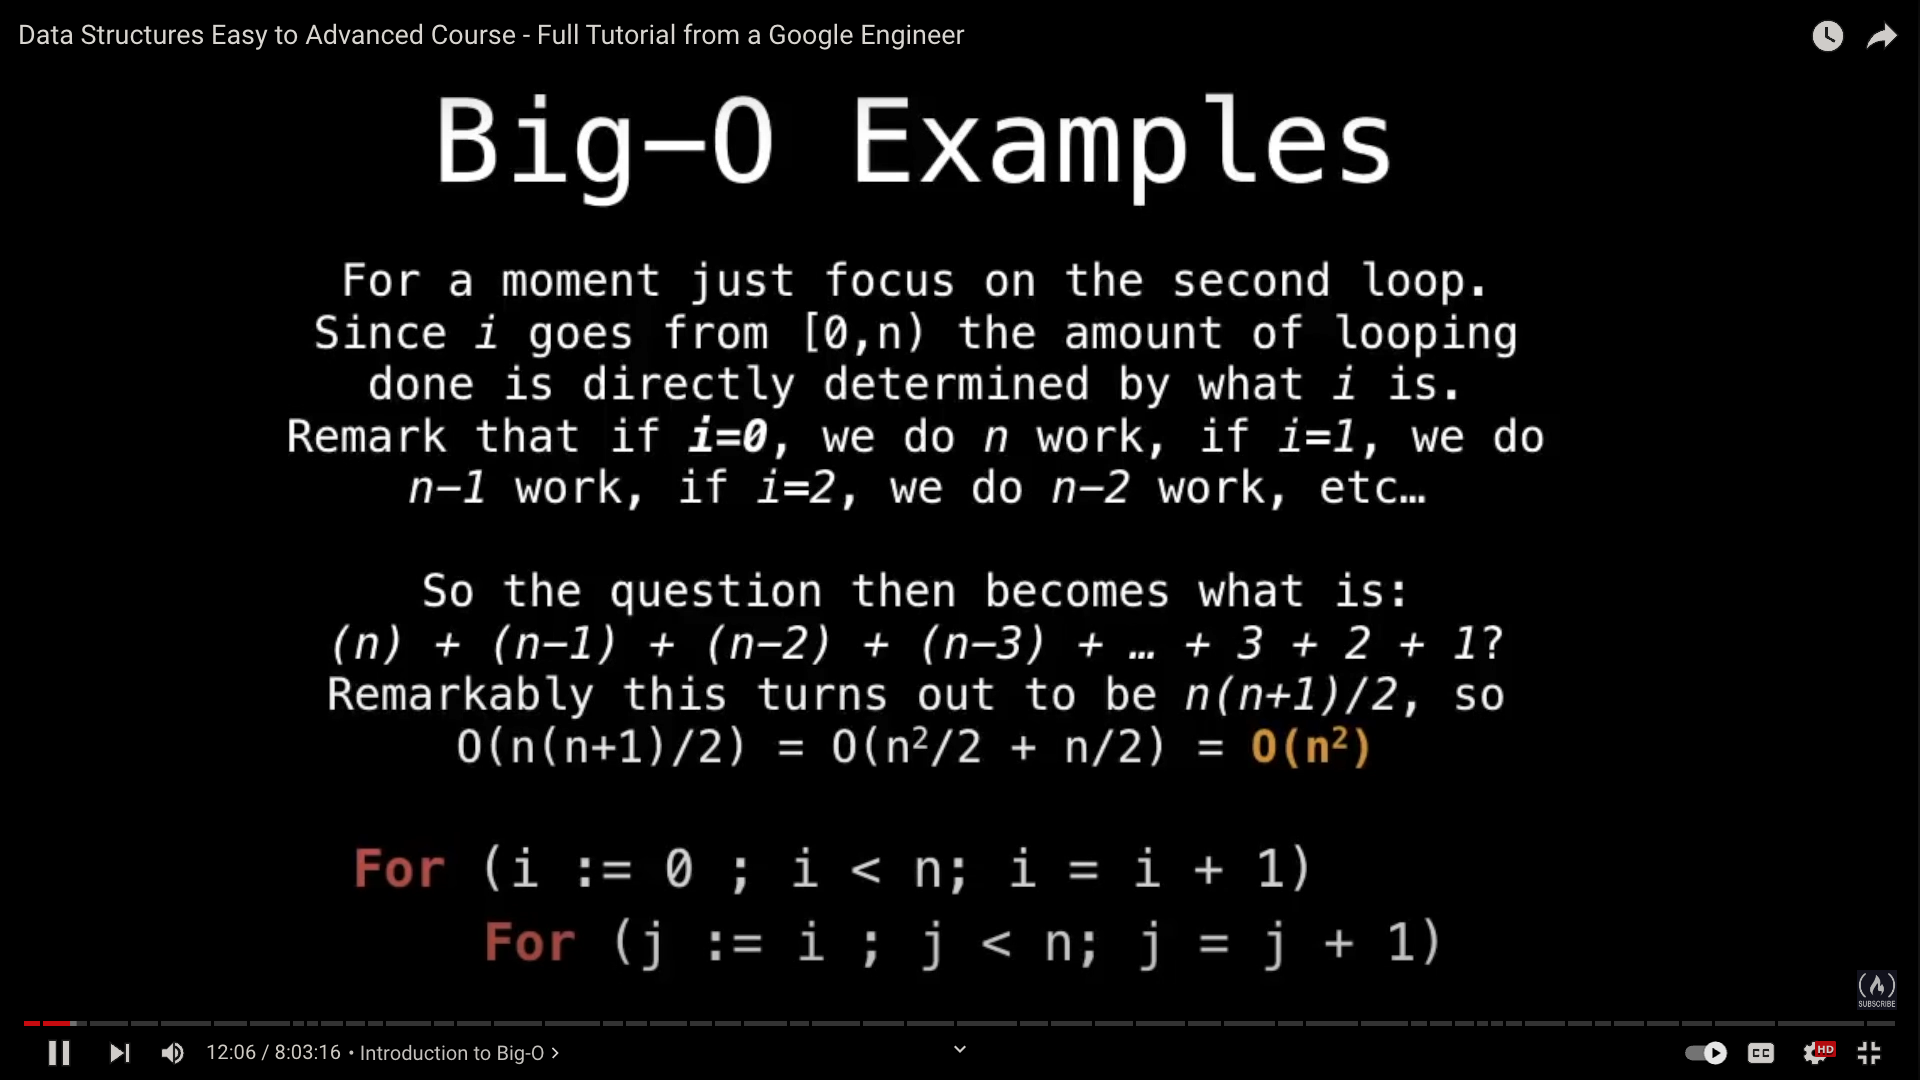 Data Structures Easy to Advanced Course - Full Tutorial from a Google Engineer
Big-O Examples
For a moment just focus on the second loop.
Since i goes from [0,n) the amount of looping
done is directly determined by what i is.
Remark that if i=0, we do n work, if i=1, we do
n-1 work, if i=2, we do n-2 work, etc…
So the question then becomes what is:
(n) + (n-1) + (n-2) + (n-3) + … + 3 + 2 + 1?
Remarkably this turns out to be n(n+1)/2, so
O(n(n+1)/2) = O(n²/2 + n/2) = O(n²)
For (i := 0 ; i < n; i = i + 1)
For (j := i ; j < n; j = j + 1)
SUBSCRIBE
12:06 / 8:03:16 • Introduction to Big-O >
CC
HD